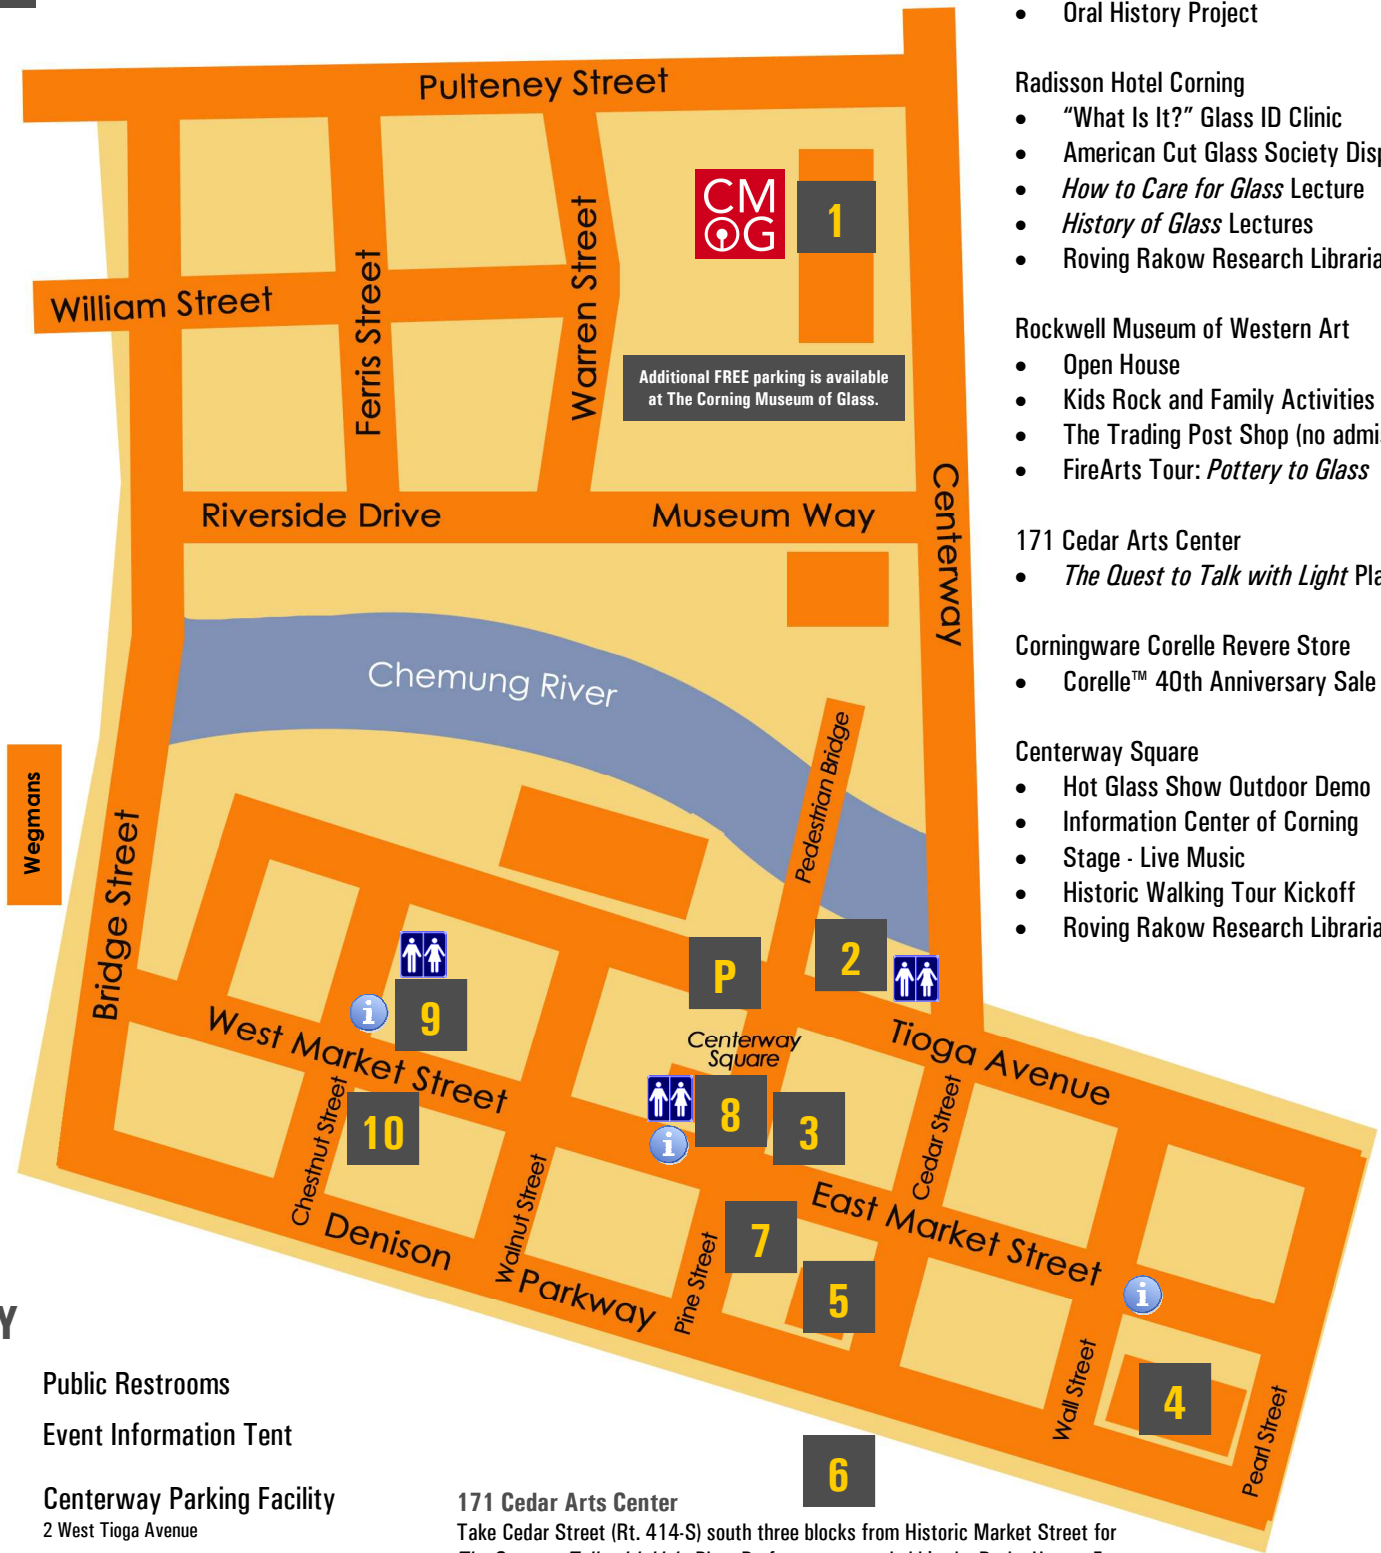 Pulteney Street
CM
OG
1
William Street
Ferris Street
Warren Street
Additional FREE parking is available
at The Corning Museum of Glass.
Riverside Drive
Museum Way
Centerway
Chemung River
Pedestrian Bridge
Wegmans
Bridge Street
P
2
9
West Market Street
Centerway
Square
Tioga Avenue
10
8
3
Chestnut Street
Cedar Street
Walnut Street
East Market Street
Denison
Parkway
Pine Street
7
5
Wall Street
4
Pearl Street
6
Oral History Project
Radisson Hotel Corning
• "What Is It?" Glass ID Clinic
• American Cut Glass Society Disp
• How to Care for Glass Lecture
• History of Glass Lectures
• Roving Rakow Research Libraria
Rockwell Museum of Western Art
• Open House
• Kids Rock and Family Activities
• The Trading Post Shop (no admis
• FireArts Tour: Pottery to Glass
171 Cedar Arts Center
• The Quest to Talk with Light Pla
Corningware Corelle Revere Store
• Corelle™ 40th Anniversary Sale
Centerway Square
• Hot Glass Show Outdoor Demo
• Information Center of Corning
• Stage - Live Music
• Historic Walking Tour Kickoff
• Roving Rakow Research Libraria
Y
Public Restrooms
Event Information Tent
Centerway Parking Facility
2 West Tioga Avenue
171 Cedar Arts Center
Take Cedar Street (Rt. 414-S) south three blocks from Historic Market Street for